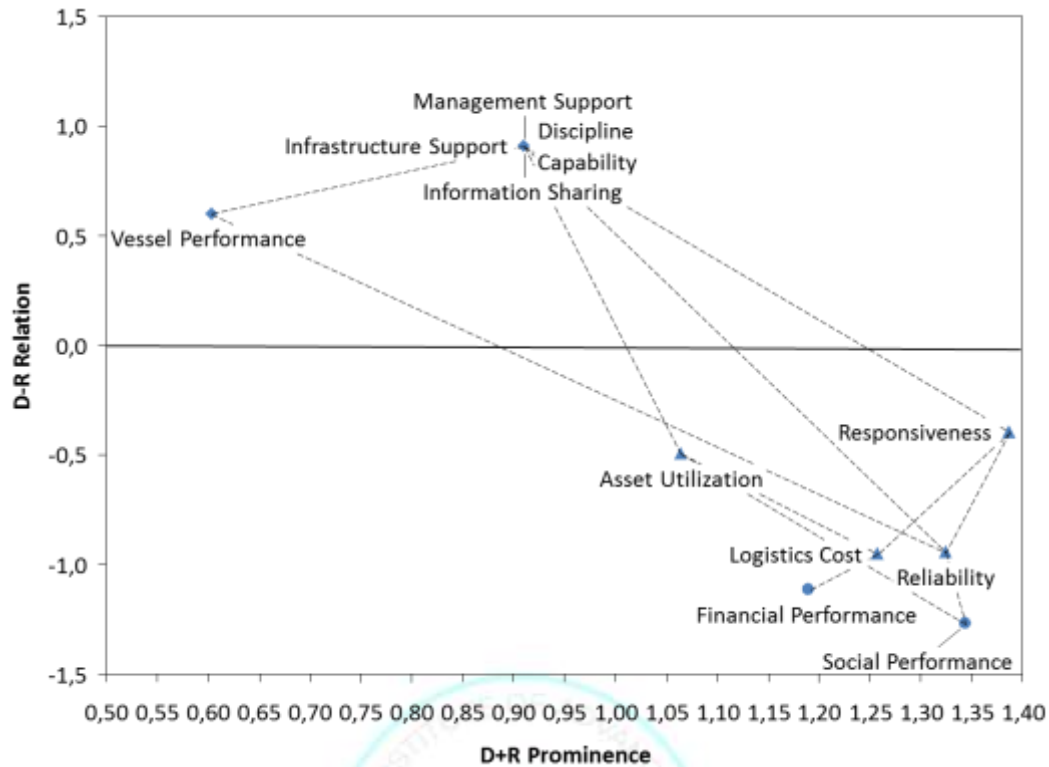 1,5
Management Support
1,0
Discipline
Infrastructure Support
Capability
Information Sharing
0,5
Vessel Performance
D-R Relation
0,0
Responsiveness
-0,5
Asset Utilization
Logistics Cost
-1,0
Reliability
Financial Performance
Social Performance
-1,5
0,50 0,55 0,60 0,65 0,70 0,75 0,80 0,85 0,90 0,95 1,00 1,05 1,10 1,15 1,20 1,25 1,30 1,35 1,40
D+R Prominence